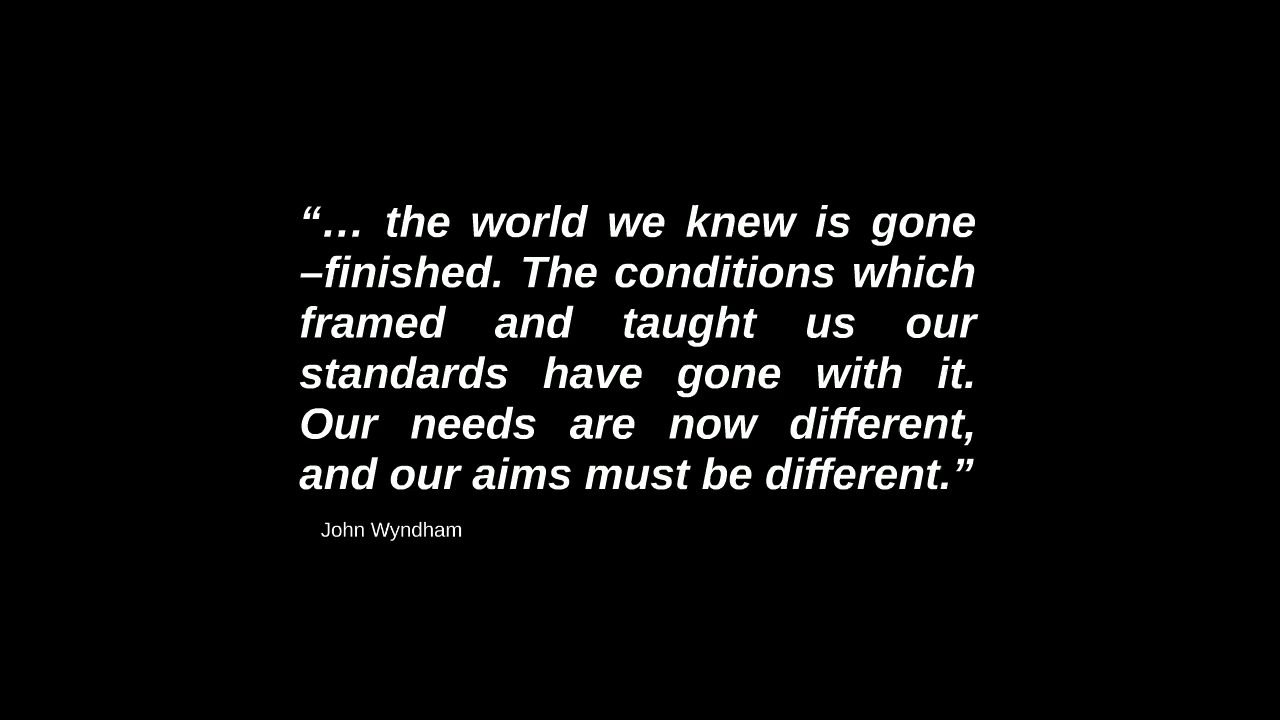 “… the world we knew is gone
–finished. The conditions which
framed and taught us our
standards have gone with it.
Our needs are now different,
and our aims must be different.”
John Wyndham